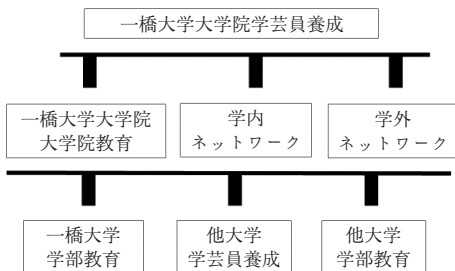 一橋大学大学院学芸員養成
一橋大学大学院
大学院教育
学内
ネットワーク
学外
ネットワーク
一橋大学
学部教育
他大学
学芸員養成
他大学
学部教育